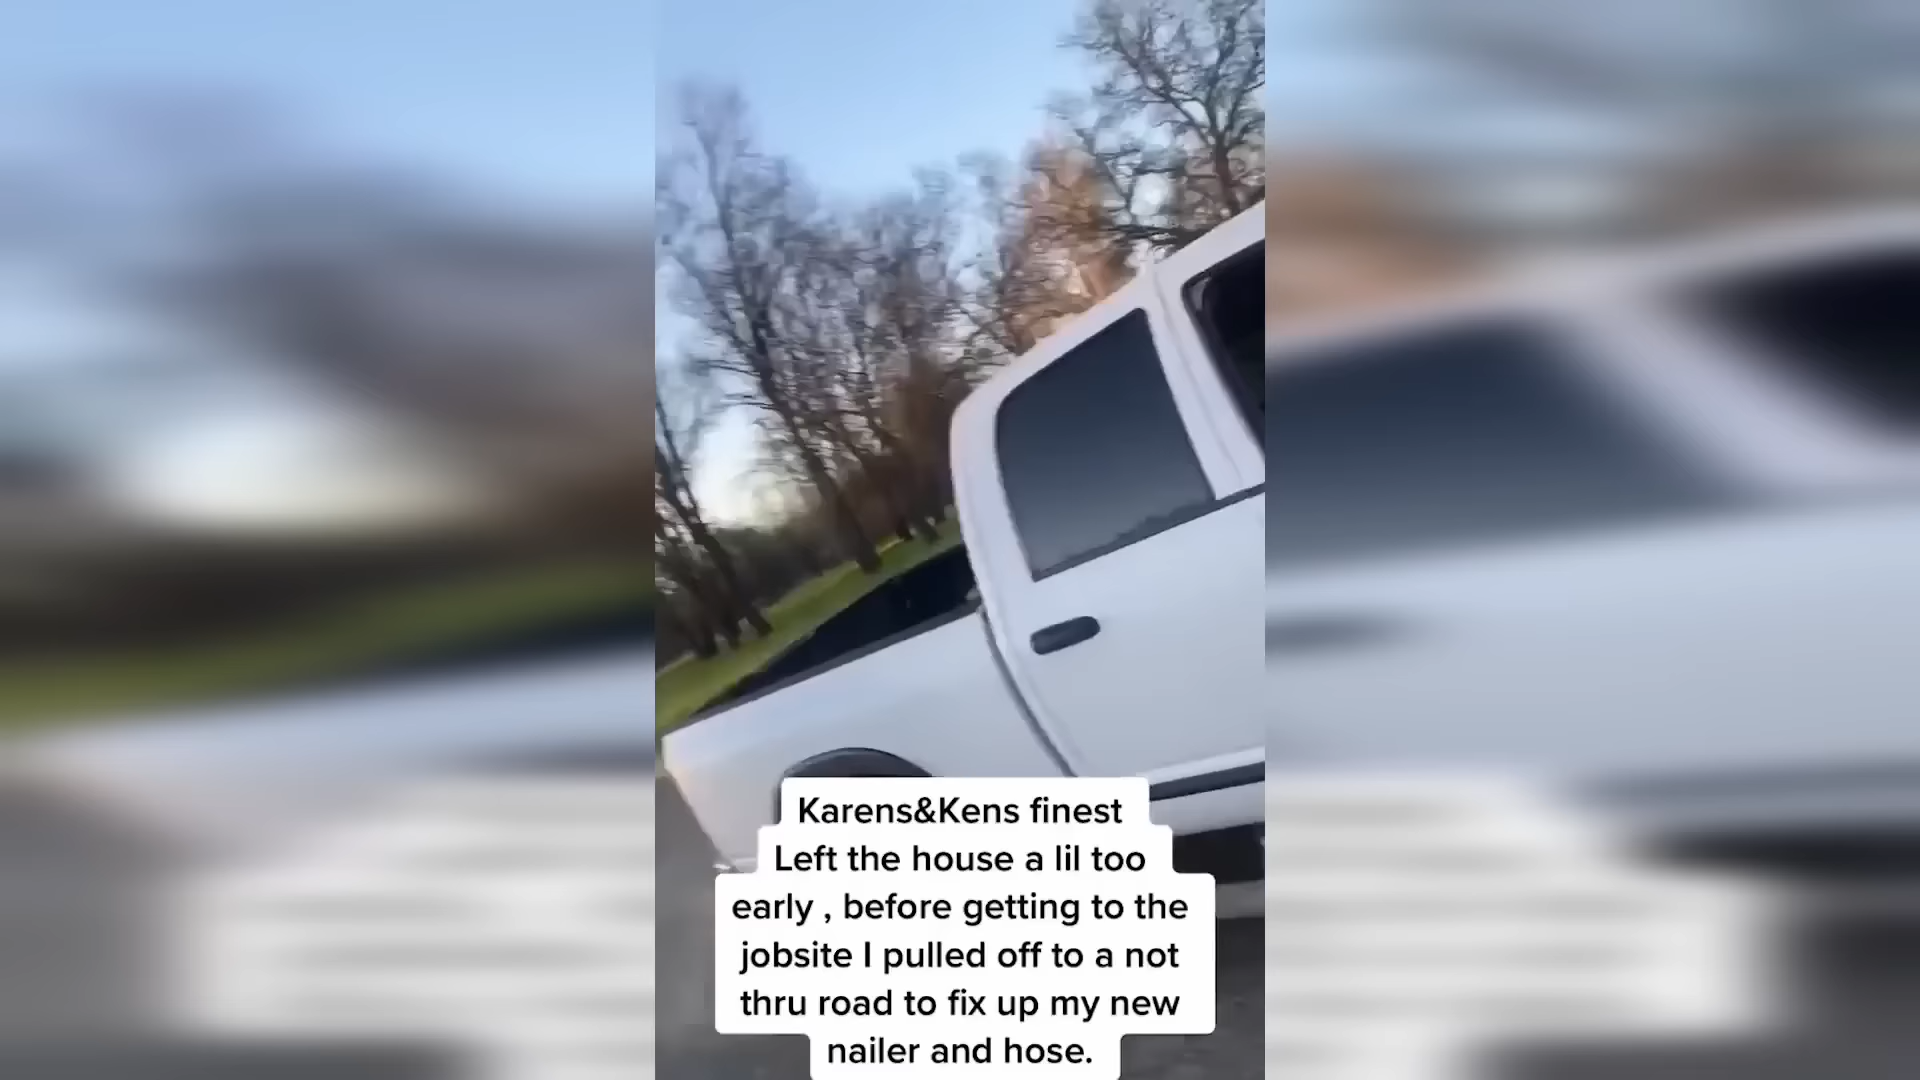 Karens&Kens finest
Left the house a lil too
early , before getting to the
jobsite I pulled off to a not
thru road to fix up my new
nailer and hose.